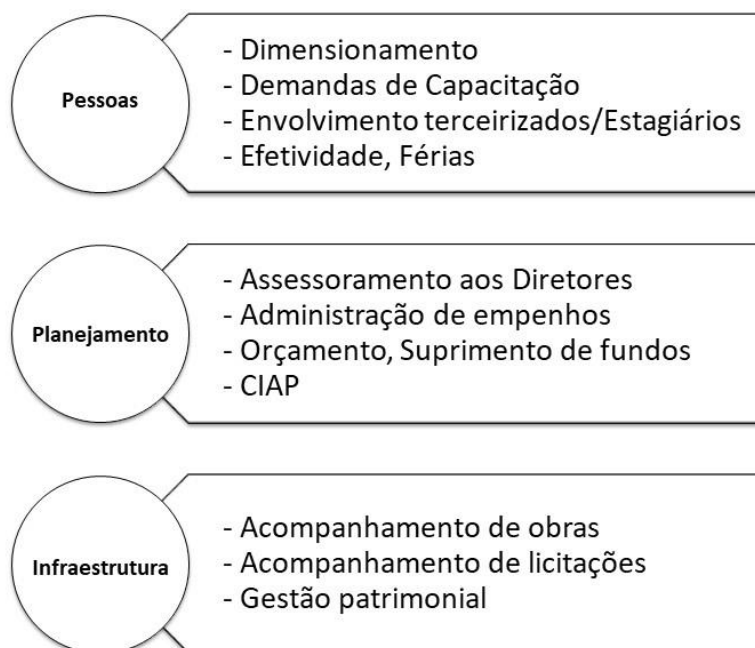 Pessoas
- Dimensionamento
- Demandas de Capacitação
- Envolvimento terceirizados/Estagiários
- Efetividade, Férias
Planejamento
- Assessoramento aos Diretores
- Administração de empenhos
- Orçamento, Suprimento de fundos
- CIAP
Infraestrutura
- Acompanhamento de obras
- Acompanhamento de licitações
- Gestão patrimonial